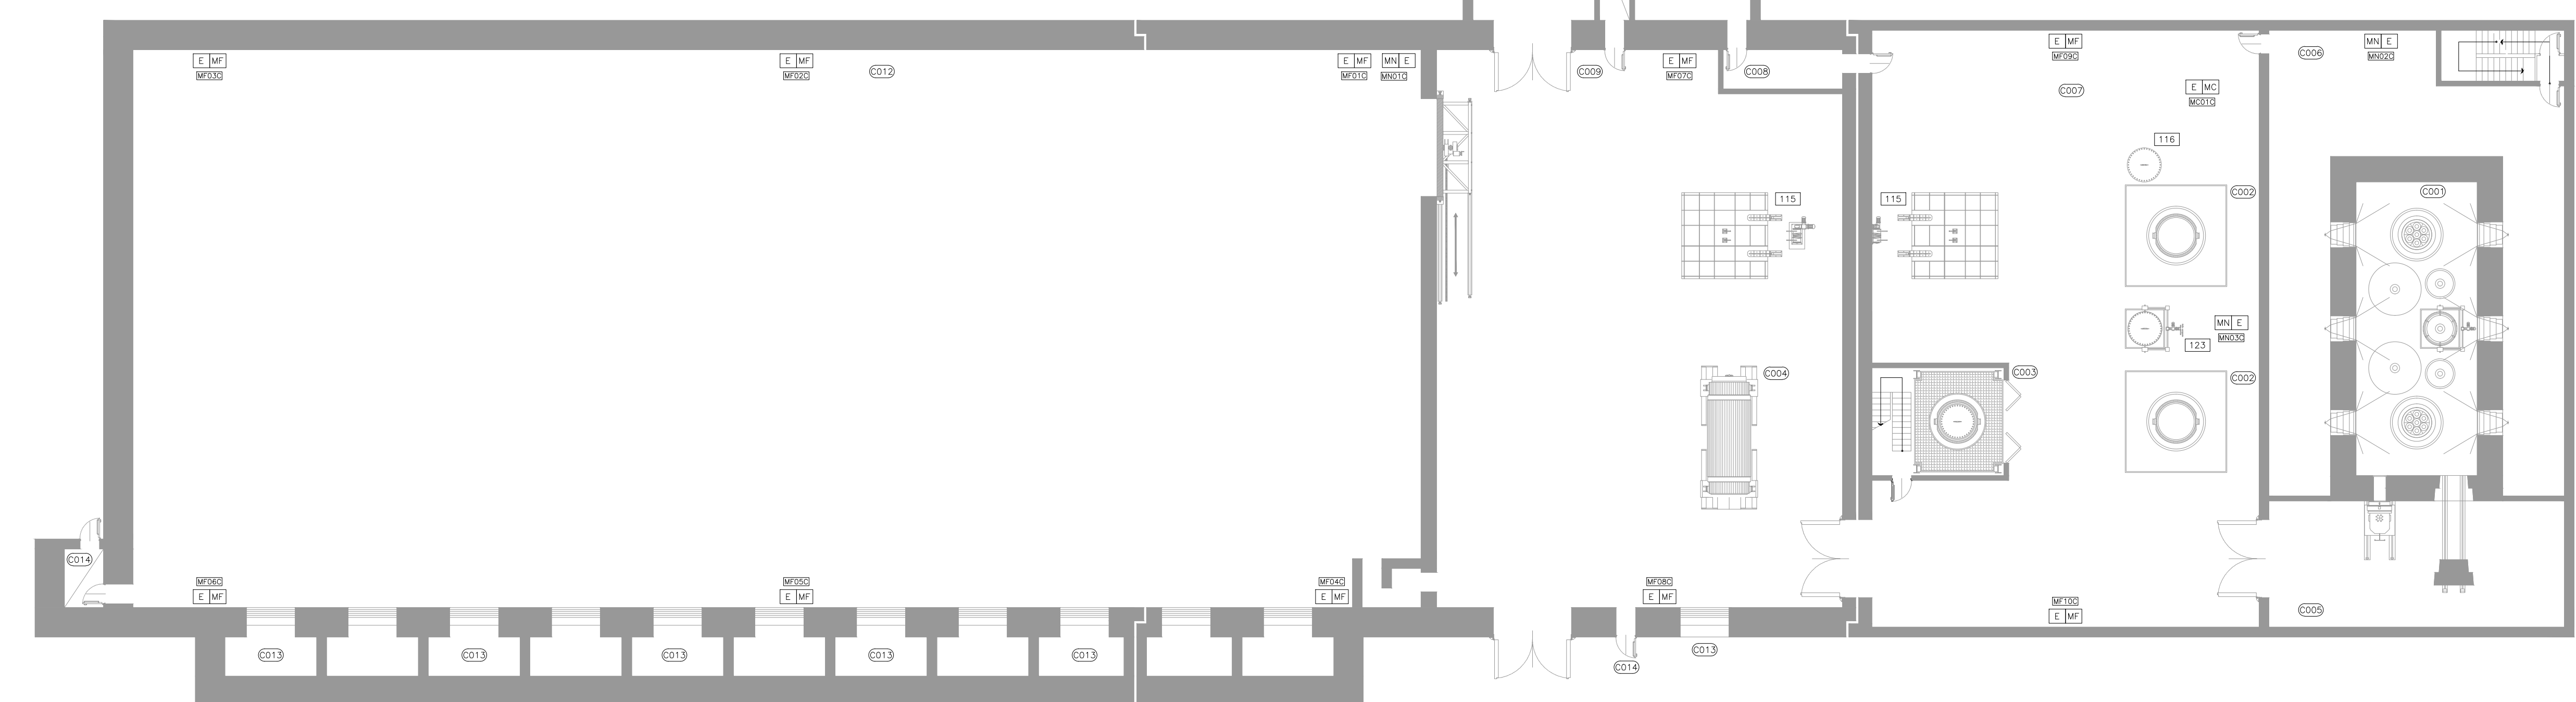 E MF
MF03C
E MF
MF02C
C012
E MF
MF01C
MN E
MN01C
C009
E MF
MF07C
C008
E MF
MF09C
C007
E MC
MC01C
C006
MN E
MN02C
116
115
115
C002
C001
MN E
MN03C
123
C004
C003
C002
C014
MF06C
E MF
MF05C
E MF
MF04C
E MF
MF08C
E MF
MF10C
E MF
C005
C013
C013
C013
C013
C013
C014
C013